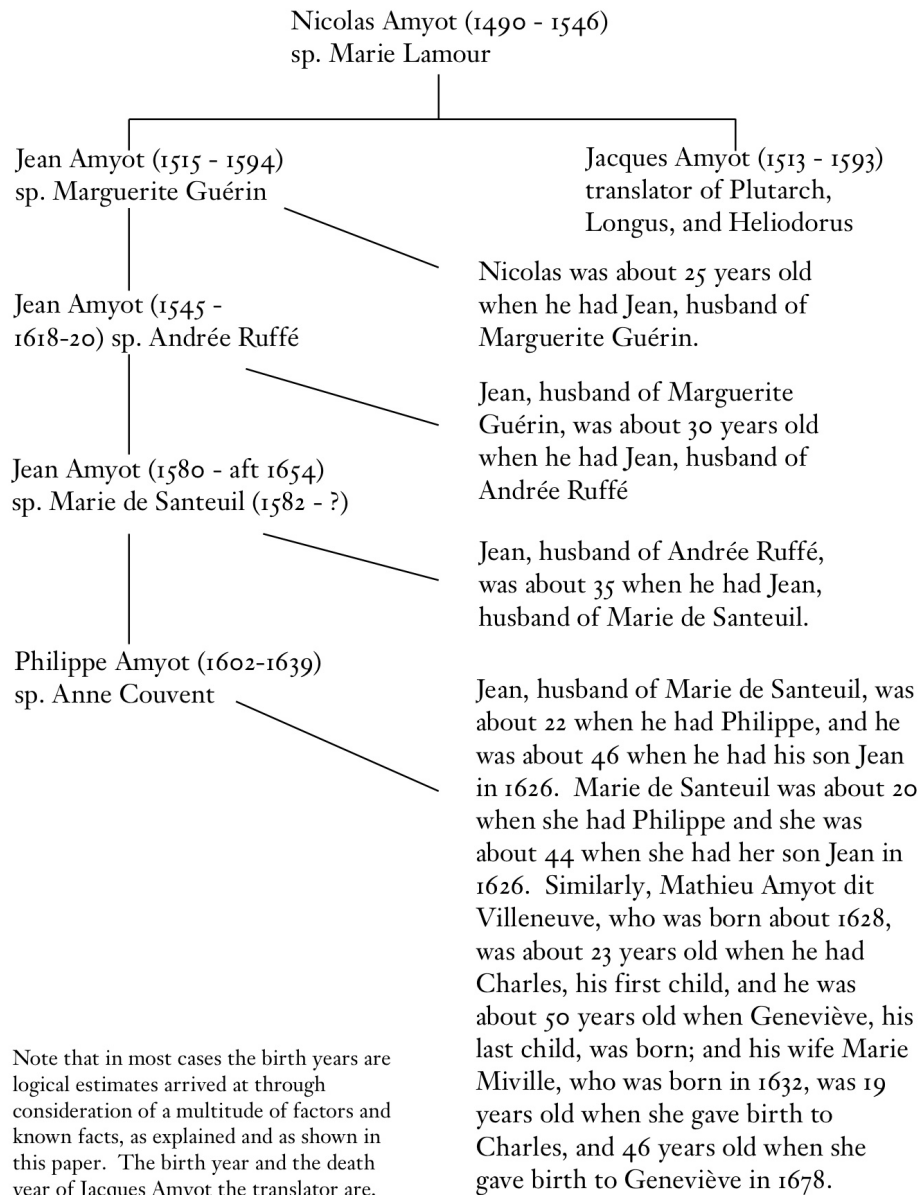 Nicolas Amyot (1490 - 1546)
sp. Marie Lamour
Jean Amyot (1515 - 1594)
sp. Marguerite Guérin
Jacques Amyot (1513 - 1593)
translator of Plutarch,
Longus, and Heliodorus
Nicolas was about 25 years old
when he had Jean, husband of
Marguerite Guérin.
Jean Amyot (1545 -
1618-20) sp. Andrée Ruffé
Jean, husband of Marguerite
Guérin, was about 30 years old
when he had Jean, husband of
Andrée Ruffé
Jean Amyot (1580 - aft 1654)
sp. Marie de Santeuil (1582 - ?)
Jean, husband of Andrée Ruffé,
was about 35 when he had Jean,
husband of Marie de Santeuil.
Philippe Amyot (1602-1639)
sp. Anne Couvent
Jean, husband of Marie de Santeuil, was
about 22 when he had Philippe, and he
was about 46 when he had his son Jean
in 1626. Marie de Santeuil was about 20
when she had Philippe and she was
about 44 when she had her son Jean in
1626. Similarly, Mathieu Amyot dit
Villeneuve, who was born about 1628,
was about 23 years old when he had
Charles, his first child, and he was
about 50 years old when Geneviève, his
last child, was born; and his wife Marie
Miville, who was born in 1632, was 19
years old when she gave birth to
Charles, and 46 years old when she
gave birth to Geneviève in 1678.
Note that in most cases the birth years are
logical estimates arrived at through
consideration of a multitude of factors and
known facts, as explained and as shown in
this paper. The birth year and the death
year of Jacques Amyot the translator are,